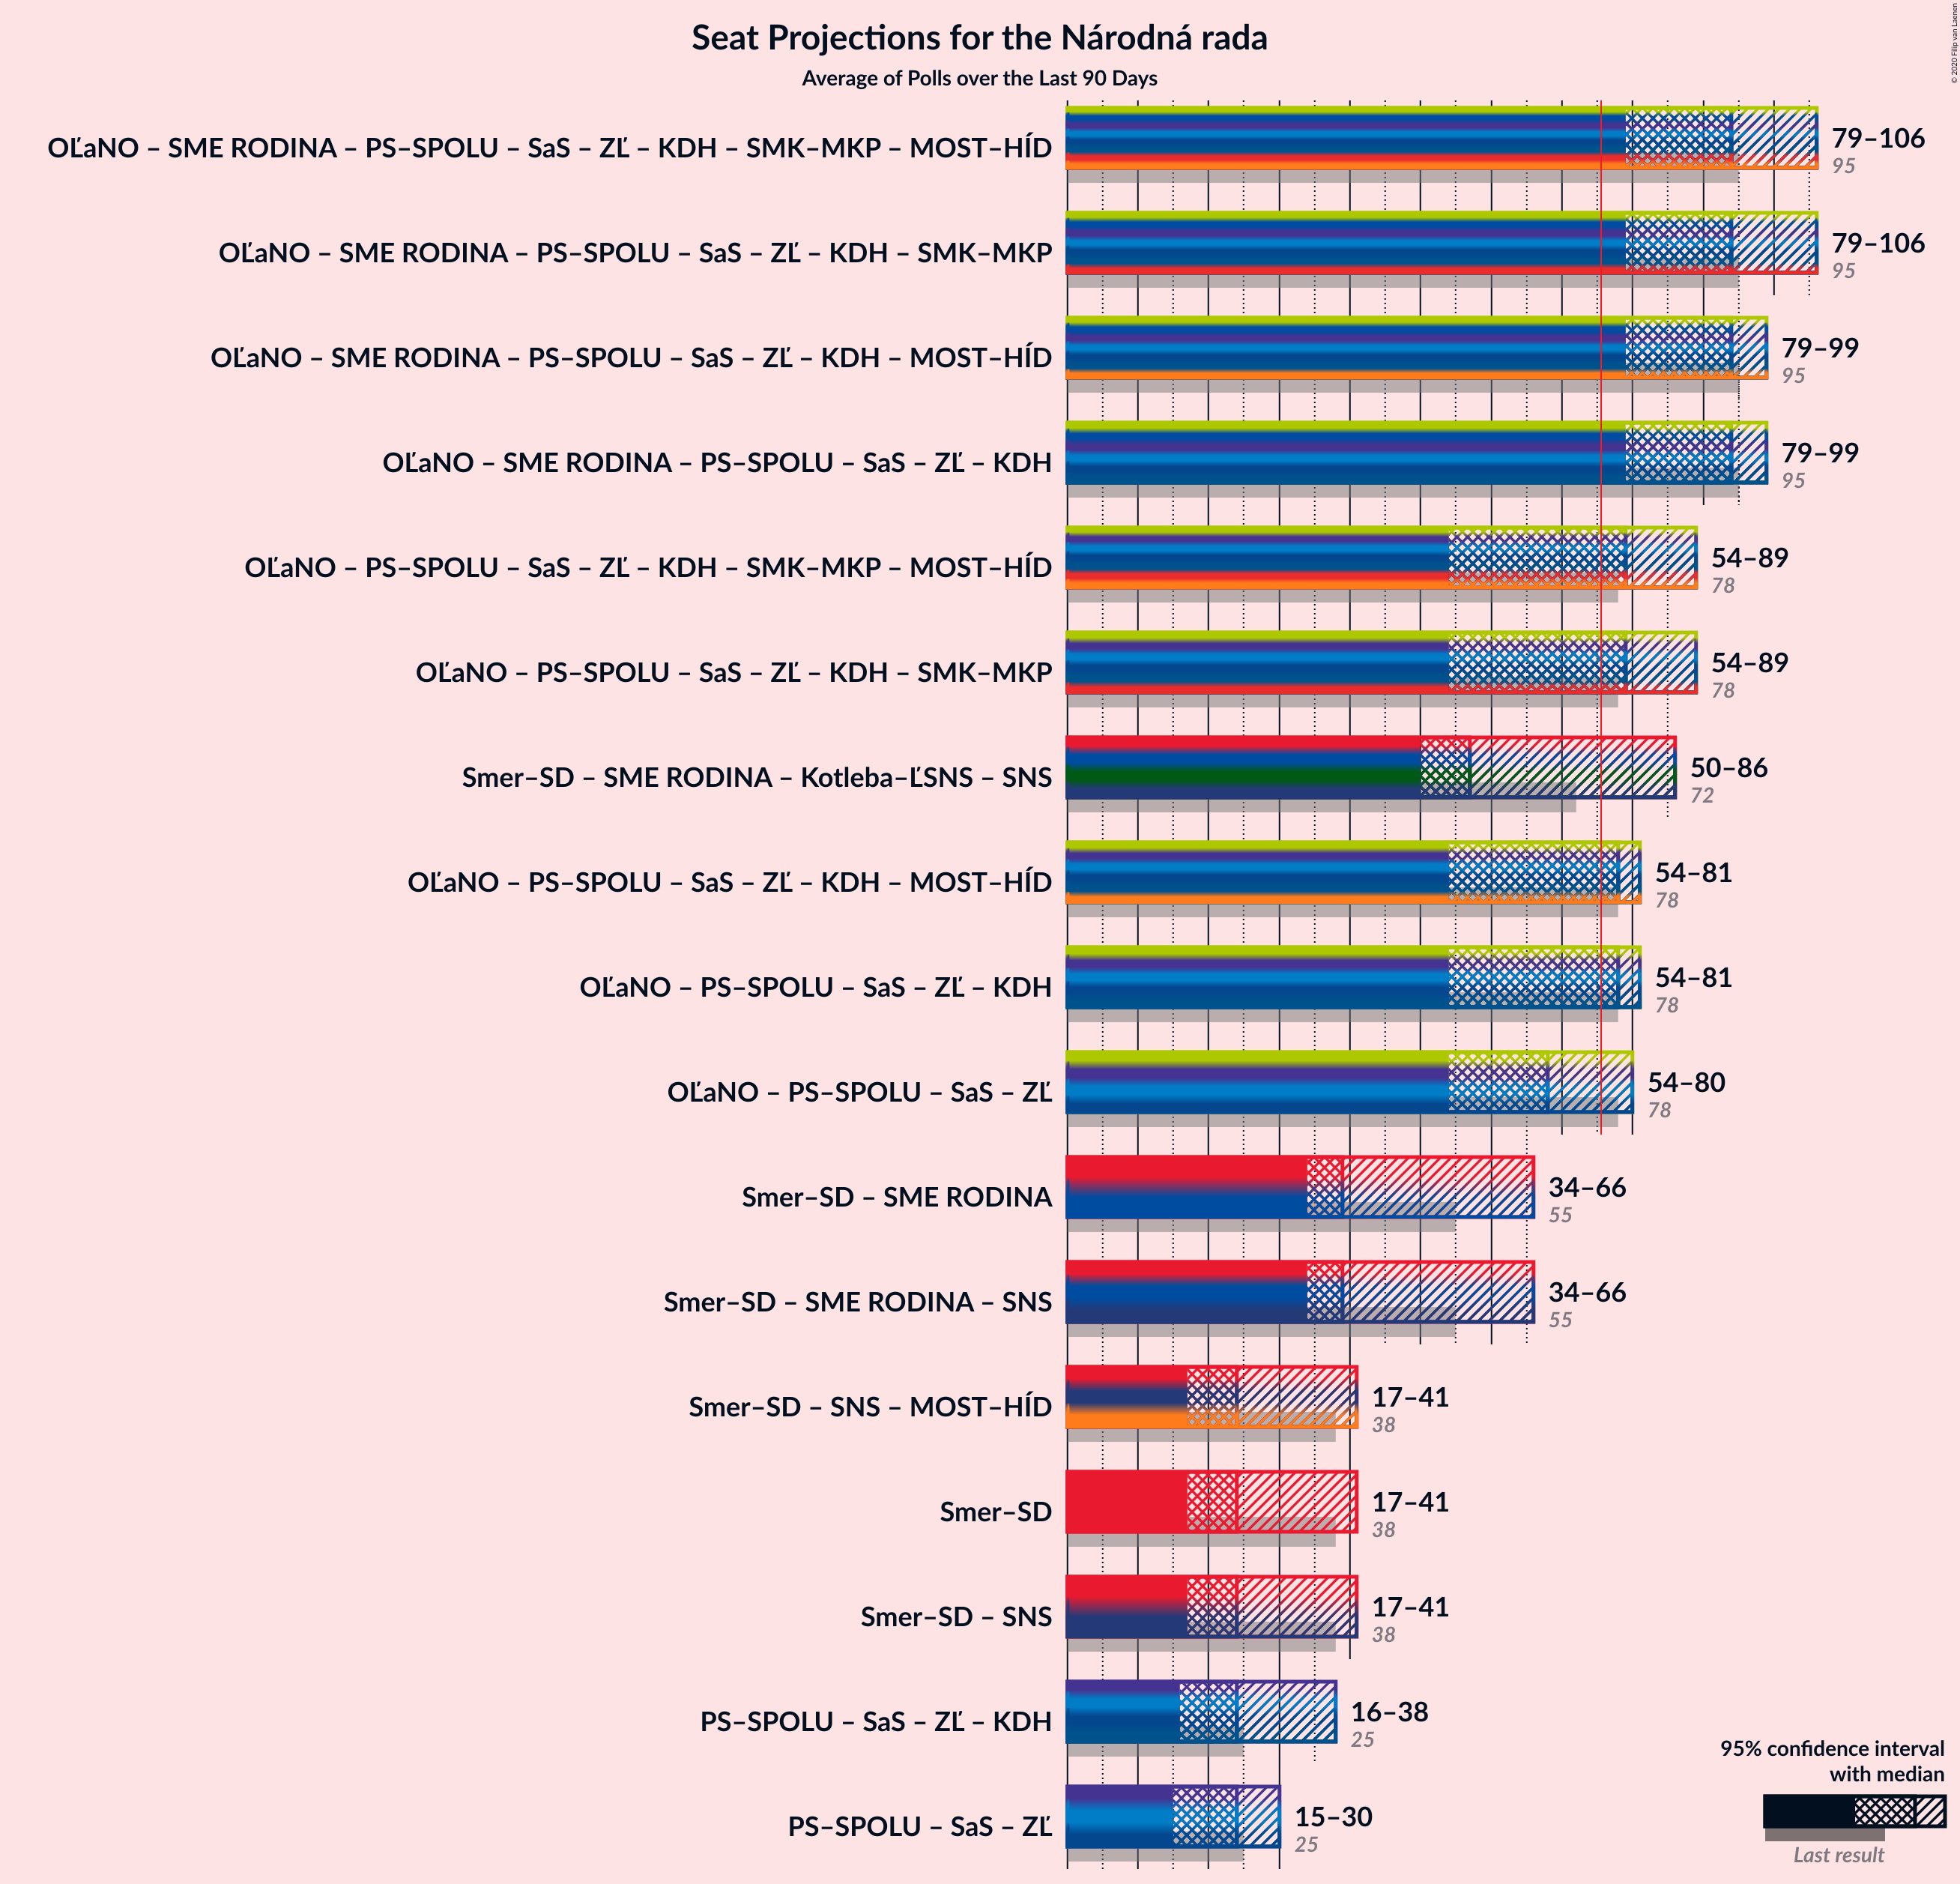 Seat Projections for the Národná rada
Average of Polls over the Last 90 Days
© 2020 Filip van Laenen
OĽaNO – SME RODINA – PS–SPOLU – SaS – ZĽ – KDH – SMK–MKP – MOST–HÍD
79–106
95
OĽaNO – SME RODINA – PS–SPOLU – SaS – ZĽ – KDH – SMK–MKP
79–106
95
OĽaNO – SME RODINA – PS–SPOLU – SaS – ZĽ – KDH – MOST–HÍD
79–99
95
OĽaNO – SME RODINA – PS–SPOLU – SaS – ZĽ – KDH
79–99
95
OĽaNO – PS–SPOLU – SaS – ZĽ – KDH – SMK–MKP – MOST–HÍD
54–89
78
OĽaNO – PS–SPOLU – SaS – ZĽ – KDH – SMK–MKP
54–89
78
Smer–SD – SME RODINA – Kotleba–ĽSNS – SNS
50–86
72
OĽaNO – PS–SPOLU – SaS – ZĽ – KDH – MOST–HÍD
54–81
78
OĽaNO – PS–SPOLU – SaS – ZĽ – KDH
54–81
78
OĽaNO – PS–SPOLU – SaS – ZĽ
54–80
78
Smer–SD – SME RODINA
34–66
55
Smer–SD – SME RODINA – SNS
34–66
55
Smer–SD – SNS – MOST–HÍD
17–41
38
Smer–SD
17–41
38
Smer–SD – SNS
17–41
38
PS–SPOLU – SaS – ZĽ – KDH
16–38
25
PS–SPOLU – SaS – ZĽ
15–30
25
95% confidence interval
with median
Last result